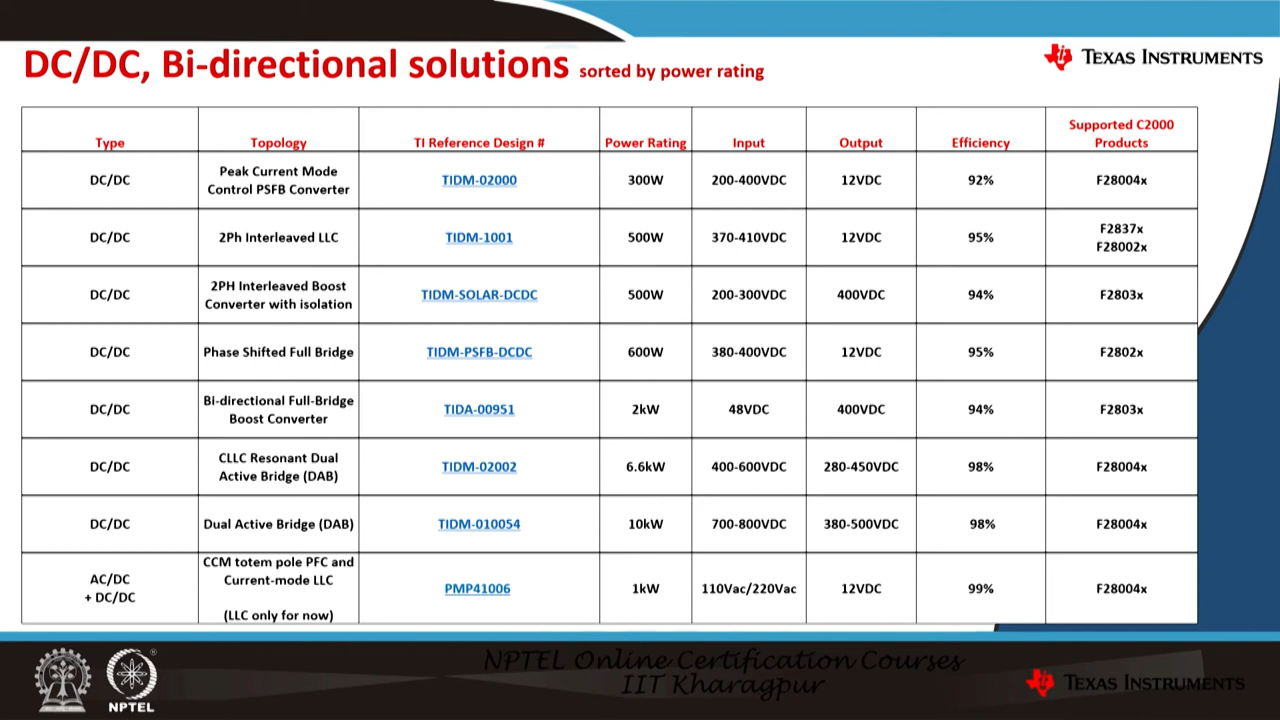 DC/DC, Bi-directional solutions sorted by power rating
TEXAS INSTRUMENTS
Type Topology TI Reference Design # Power Rating Input Output Efficiency Supported C2000 Products
DC/DC Peak Current Mode Control PSFB Converter TIDM-02000 300W 200-400VDC 12VDC 92% F28004x
DC/DC 2Ph Interleaved LLC TIDM-1001 500W 370-410VDC 12VDC 95% F2837x F28002x
DC/DC 2PH Interleaved Boost Converter with isolation TIDM-SOLAR-DCDC 500W 200-300VDC 400VDC 94% F2803x
DC/DC Phase Shifted Full Bridge TIDM-PSFB-DCDC 600W 380-400VDC 12VDC 95% F2802x
DC/DC Bi-directional Full-Bridge Boost Converter TIDA-00951 2kW 48VDC 400VDC 94% F2803x
DC/DC CLLC Resonant Dual Active Bridge (DAB) TIDM-02002 6.6kW 400-600VDC 280-450VDC 98% F28004x
DC/DC Dual Active Bridge (DAB) TIDM-010054 10kW 700-800VDC 380-500VDC 98% F28004x
AC/DC + DC/DC CCM totem pole PFC and Current-mode LLC (LLC only for now) PMP41006 1kW 110Vac/220Vac 12VDC 99% F28004x
NPTEL Online Certification Courses
IIT Kharagpur
NPTEL
®
TEXAS INSTRUMENTS